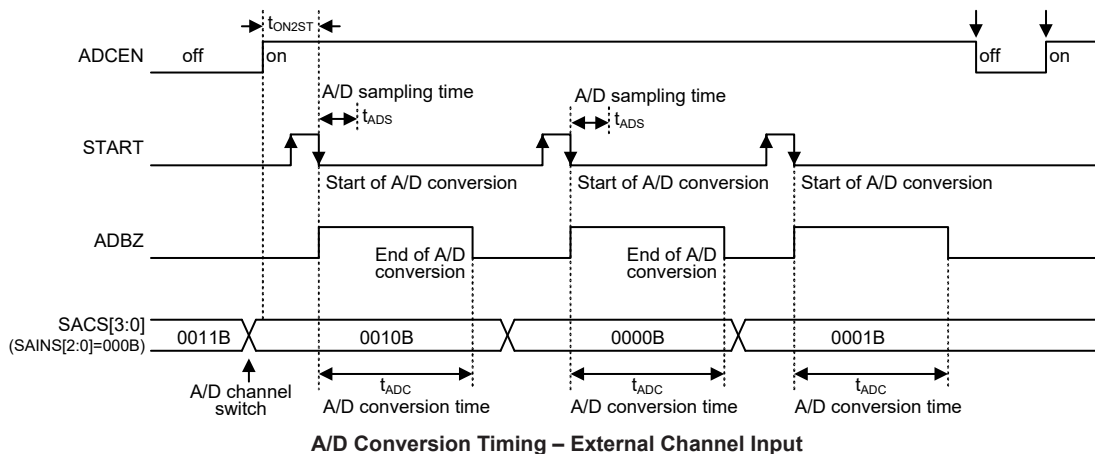 tON2ST
ADCEN
off
on
off
on
A/D sampling time
tADS
A/D sampling time
tADS
START
Start of A/D conversion
Start of A/D conversion
Start of A/D conversion
ADBZ
End of A/D
conversion
End of A/D
conversion
SACS[3:0]
(SAINS[2:0]=000B)
0011B
0010B
0000B
0001B
A/D channel
switch
tADC
A/D conversion time
tADC
A/D conversion time
tADC
A/D conversion time
A/D Conversion Timing – External Channel Input